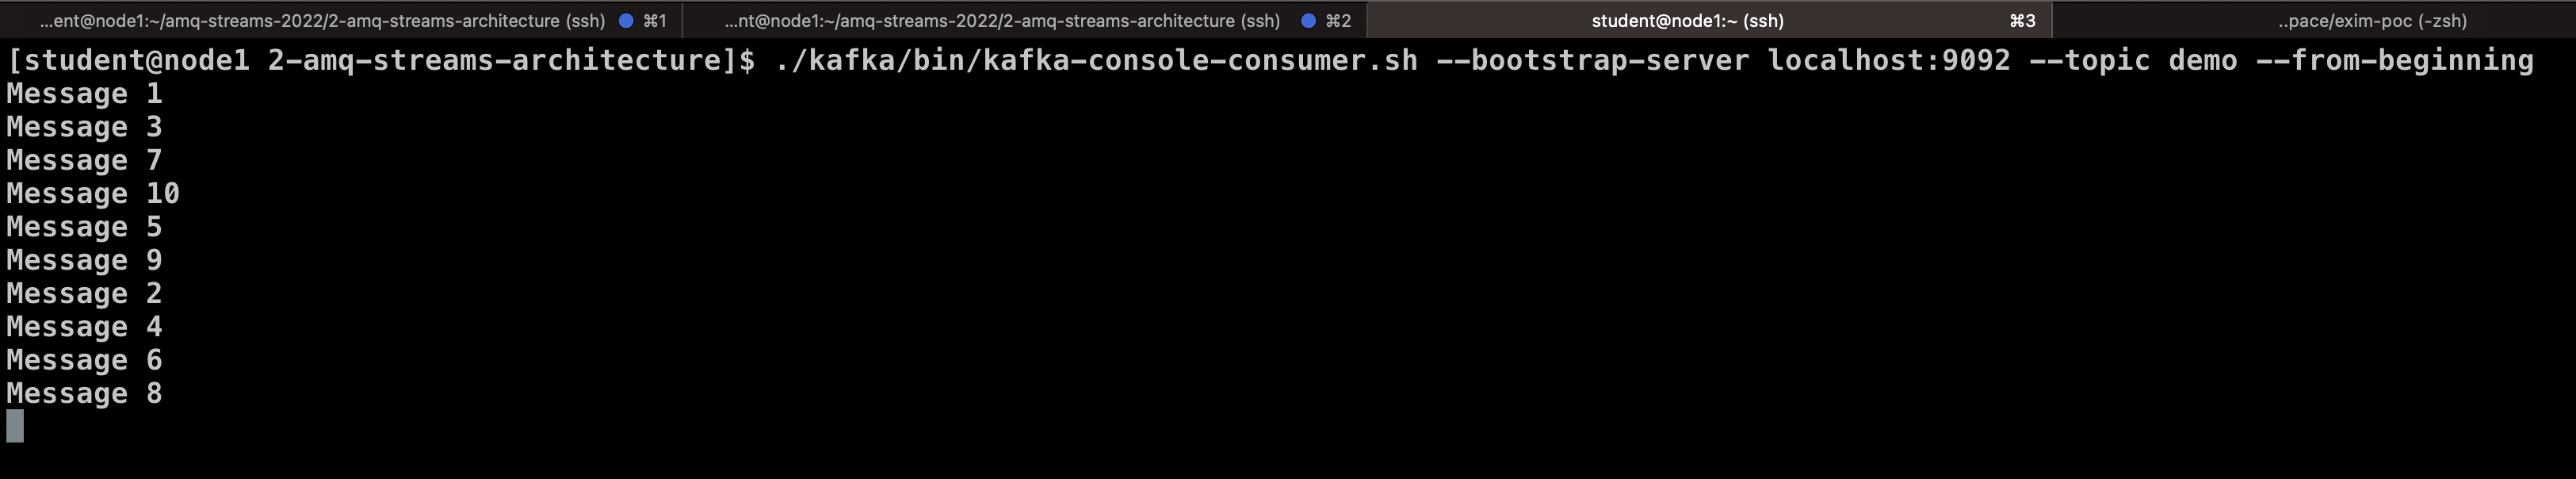 ...ent@node1:~/amq-streams-2022/2-amq-streams-architecture (ssh) ⌘1 ...nt@node1:~/amq-streams-2022/2-amq-streams-architecture (ssh) ⌘2 student@node1:~ (ssh) ⌘3 ..pace/exim-poc (-zsh)
[student@node1 2-amq-streams-architecture]$ ./kafka/bin/kafka-console-consumer.sh --bootstrap-server localhost:9092 --topic demo --from-beginning
Message 1
Message 3
Message 7
Message 10
Message 5
Message 9
Message 2
Message 4
Message 6
Message 8